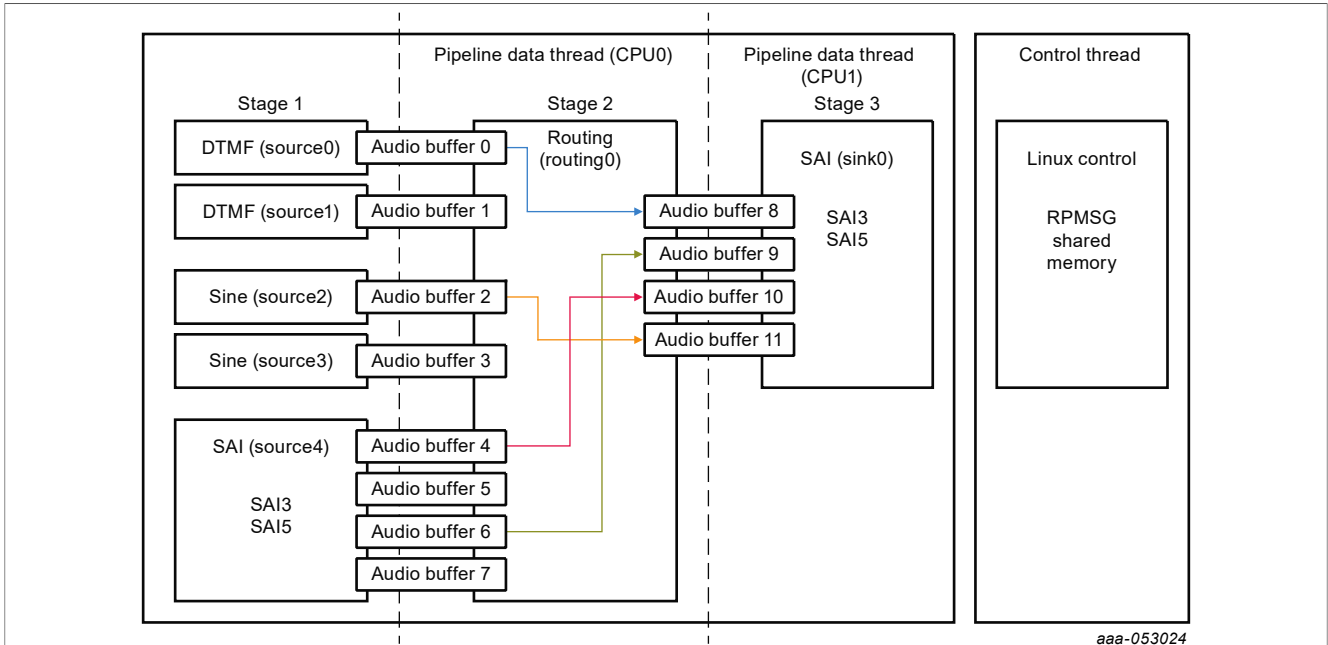 Pipeline data thread (CPU0)
Pipeline data thread
(CPU1)
Control thread
Stage 1
Stage 2
Stage 3
DTMF (source0)
Audio buffer 0
Routing
(routing0)
SAI (sink0)
Linux control
DTMF (source1)
Audio buffer 1
Audio buffer 8
SAI3
SAI5
RPMSG
shared
memory
Audio buffer 9
Sine (source2)
Audio buffer 2
Audio buffer 10
Audio buffer 11
Sine (source3)
Audio buffer 3
SAI (source4)
Audio buffer 4
SAI3
SAI5
Audio buffer 5
Audio buffer 6
Audio buffer 7
aaa-053024